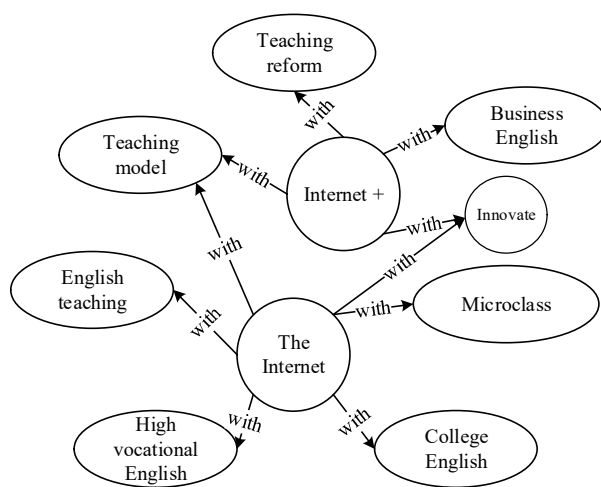 Teaching
reform
with
Business
English
with
Teaching
model
with
Internet +
with
Innovate
with
with
English
teaching
with
The
Internet
with
Microclass
with
High
vocational
English
with
College
English